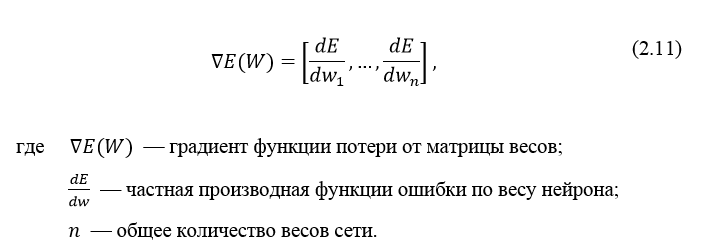 ∇E(W) = [dE/dw₁, …, dE/dwₙ], (2.11)
где ∇E(W) — градиент функции потери от матрицы весов;
dE/dw — частная производная функции ошибки по весу нейрона;
n — общее количество весов сети.